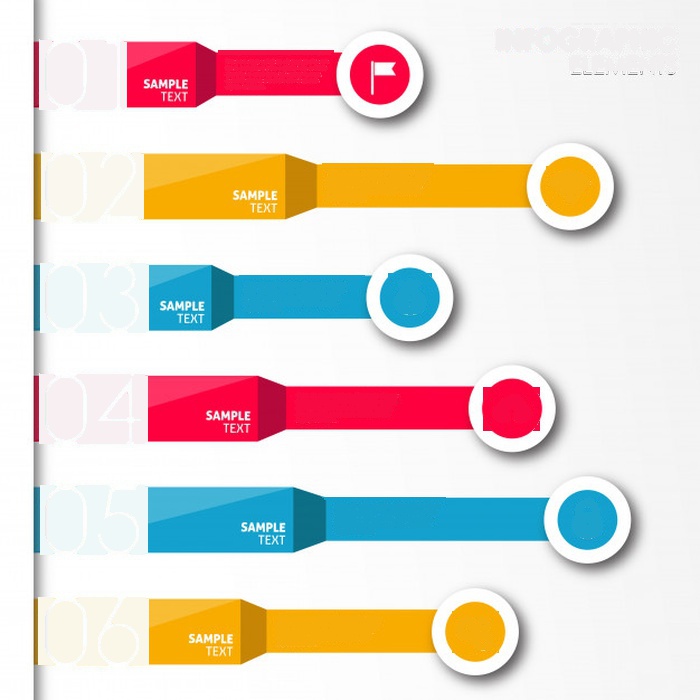 INFOGRAPHIC
ELEMENTS
01
SAMPLE
TEXT
02
SAMPLE
TEXT
03
SAMPLE
TEXT
04
SAMPLE
TEXT
05
SAMPLE
TEXT
06
SAMPLE
TEXT